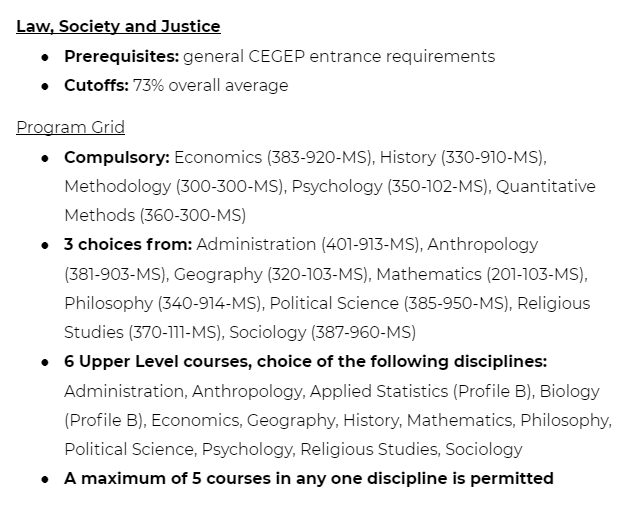 Law, Society and Justice
● Prerequisites: general CEGEP entrance requirements
● Cutoffs: 73% overall average
Program Grid
● Compulsory: Economics (383-920-MS), History (330-910-MS),
Methodology (300-300-MS), Psychology (350-102-MS), Quantitative
Methods (360-300-MS)
● 3 choices from: Administration (401-913-MS), Anthropology
(381-903-MS), Geography (320-103-MS), Mathematics (201-103-MS),
Philosophy (340-914-MS), Political Science (385-950-MS), Religious
Studies (370-111-MS), Sociology (387-960-MS)
● 6 Upper Level courses, choice of the following disciplines:
Administration, Anthropology, Applied Statistics (Profile B), Biology
(Profile B), Economics, Geography, History, Mathematics, Philosophy,
Political Science, Psychology, Religious Studies, Sociology
● A maximum of 5 courses in any one discipline is permitted